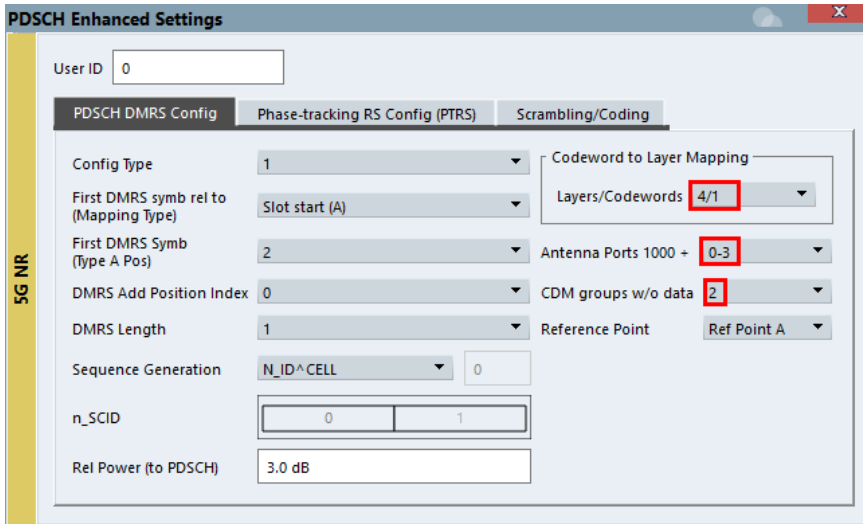 PDSCH Enhanced Settings
X
5G NR
User ID 0
PDSCH DMRS Config Phase-tracking RS Config (PTRS) Scrambling/Coding
Config Type 1
First DMRS symb rel to
(Mapping Type)
Slot start (A)
First DMRS Symb
(Type A Pos)
2
DMRS Add Position Index 0
DMRS Length 1
Sequence Generation N_ID^CELL 0
n_SCID 0 1
Rel Power (to PDSCH) 3.0 dB
Codeword to Layer Mapping
Layers/Codewords 4/1
Antenna Ports 1000 + 0-3
CDM groups w/o data 2
Reference Point Ref Point A